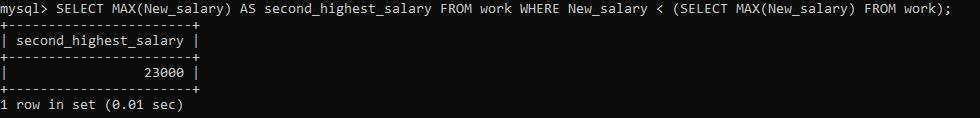 mysql> SELECT MAX(New_salary) AS second_highest_salary FROM work WHERE New_salary < (SELECT MAX(New_salary) FROM work);
+-----------------------+
| second_highest_salary |
+-----------------------+
|                 23000 |
+-----------------------+
1 row in set (0.01 sec)